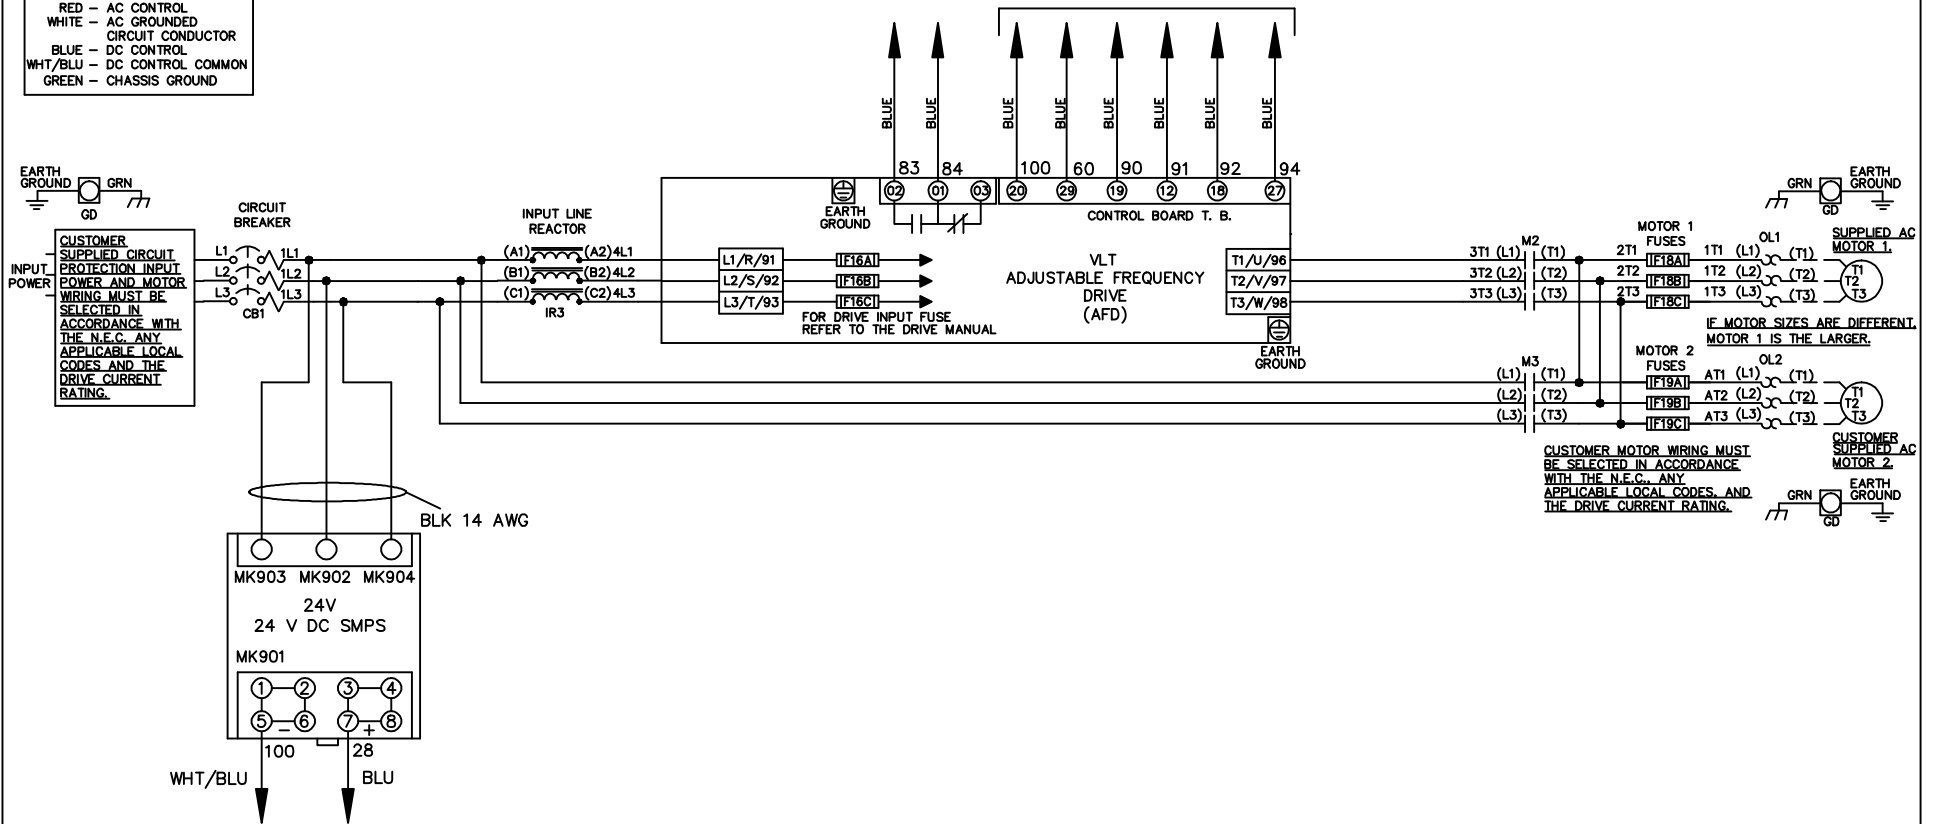 RED – AC CONTROL
WHITE – AC GROUNDED
CIRCUIT CONDUCTOR
BLUE – DC CONTROL
WHT/BLU – DC CONTROL COMMON
GREEN – CHASSIS GROUND
BLUE
BLUE
BLUE
BLUE
BLUE
BLUE
BLUE
BLUE
83
84
100
60
90
91
92
94
02
01
03
20
29
19
12
18
27
EARTH
GROUND
CONTROL BOARD T. B.
EARTH
GROUND
GRN
GD
CIRCUIT
BREAKER
INPUT
POWER
CUSTOMER
SUPPLIED CIRCUIT
PROTECTION INPUT
POWER AND MOTOR
WIRING MUST BE
SELECTED IN
ACCORDANCE WITH
THE N.E.C. ANY
APPLICABLE LOCAL
CODES AND THE
DRIVE CURRENT
RATING.
L1
L2
L3
1L1
1L2
1L3
CB1
INPUT LINE
REACTOR
(A1) (A2) 4L1
(B1) (B2) 4L2
(C1) (C2) 4L3
IR3
L1/R/91
L2/S/92
L3/T/93
F16A
F16B
F16C
FOR DRIVE INPUT FUSE
REFER TO THE DRIVE MANUAL
VLT
ADJUSTABLE FREQUENCY
DRIVE
(AFD)
T1/U/96
T2/V/97
T3/W/98
EARTH
GROUND
M2
3T1 (L1) (T1)
3T2 (L2) (T2)
3T3 (L3) (T3)
MOTOR 1
FUSES
2T1 F18A 1T1 (L1)
2T2 F18B 1T2 (L2)
2T3 F18C 1T3 (L3)
OL1
(T1)
(T2)
(T3)
T1
T2
T3
GRN
GD
EARTH
GROUND
SUPPLIED AC
MOTOR 1.
IF MOTOR SIZES ARE DIFFERENT,
MOTOR 1 IS THE LARGER.
M3
(L1) (T1)
(L2) (T2)
(L3) (T3)
MOTOR 2
FUSES
F19A AT1 (L1)
F19B AT2 (L2)
F19C AT3 (L3)
OL2
(T1)
(T2)
(T3)
T1
T2
T3
CUSTOMER
SUPPLIED AC
MOTOR 2.
CUSTOMER MOTOR WIRING MUST
BE SELECTED IN ACCORDANCE
WITH THE N.E.C., ANY
APPLICABLE LOCAL CODES, AND
THE DRIVE CURRENT RATING.
GRN
GD
EARTH
GROUND
BLK 14 AWG
MK903 MK902 MK904
24V
24 V DC SMPS
MK901
1 2 3 4
5 6 7 8
– +
100
28
WHT/BLU
BLU